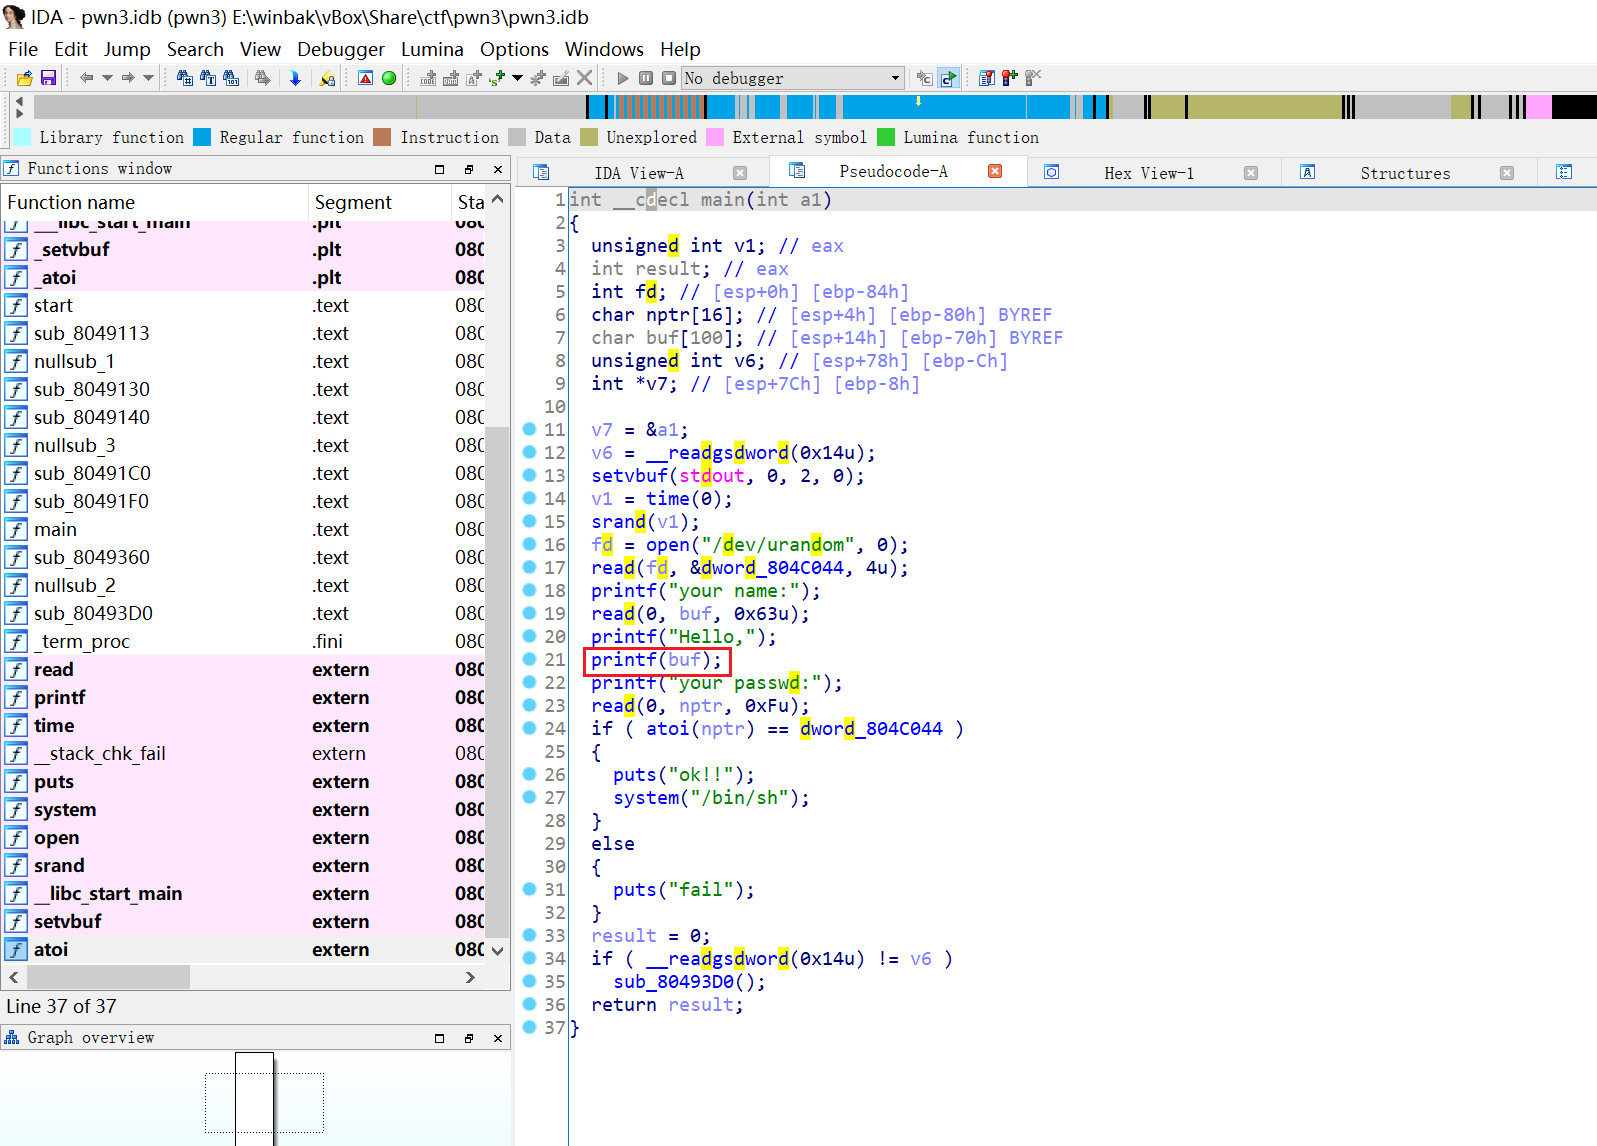 IDA - pwn3.idb (pwn3) E:\winbak\vBox\Share\ctf\pwn3\pwn3.idb
File Edit Jump Search View Debugger Lumina Options Windows Help
No debugger
Library function Regular function Instruction Data Unexplored External symbol Lumina function
Functions window
IDA View-A Pseudocode-A Hex View-1 Structures
Function name Segment Sta
__libc_start_main .plt 080
_setvbuf .plt 080
_atoi .plt 080
start .text 080
sub_8049113 .text 080
nullsub_1 .text 080
sub_8049130 .text 080
sub_8049140 .text 080
nullsub_3 .text 080
sub_80491C0 .text 080
sub_80491F0 .text 080
main .text 080
sub_8049360 .text 080
nullsub_2 .text 080
sub_80493D0 .text 080
_term_proc .fini 080
read extern 080
printf extern 080
time extern 080
__stack_chk_fail extern 080
puts extern 080
system extern 080
open extern 080
srand extern 080
__libc_start_main extern 080
setvbuf extern 080
atoi extern 080
Line 37 of 37
Graph overview
1 int __cdecl main(int a1)
2 {
3 unsigned int v1; // eax
4 int result; // eax
5 int fd; // [esp+0h] [ebp-84h]
6 char nptr[16]; // [esp+4h] [ebp-80h] BYREF
7 char buf[100]; // [esp+14h] [ebp-70h] BYREF
8 unsigned int v6; // [esp+78h] [ebp-Ch]
9 int *v7; // [esp+7Ch] [ebp-8h]
10
11 v7 = &a1;
12 v6 = __readgsdword(0x14u);
13 setvbuf(stdout, 0, 2, 0);
14 v1 = time(0);
15 srand(v1);
16 fd = open("/dev/urandom", 0);
17 read(fd, &dword_804C044, 4u);
18 printf("your name:");
19 read(0, buf, 0x63u);
20 printf("Hello,");
21 printf(buf);
22 printf("your passwd:");
23 read(0, nptr, 0xFu);
24 if ( atoi(nptr) == dword_804C044 )
25 {
26 puts("ok!!");
27 system("/bin/sh");
28 }
29 else
30 {
31 puts("fail");
32 }
33 result = 0;
34 if ( __readgsdword(0x14u) != v6 )
35 sub_80493D0();
36 return result;
37 }